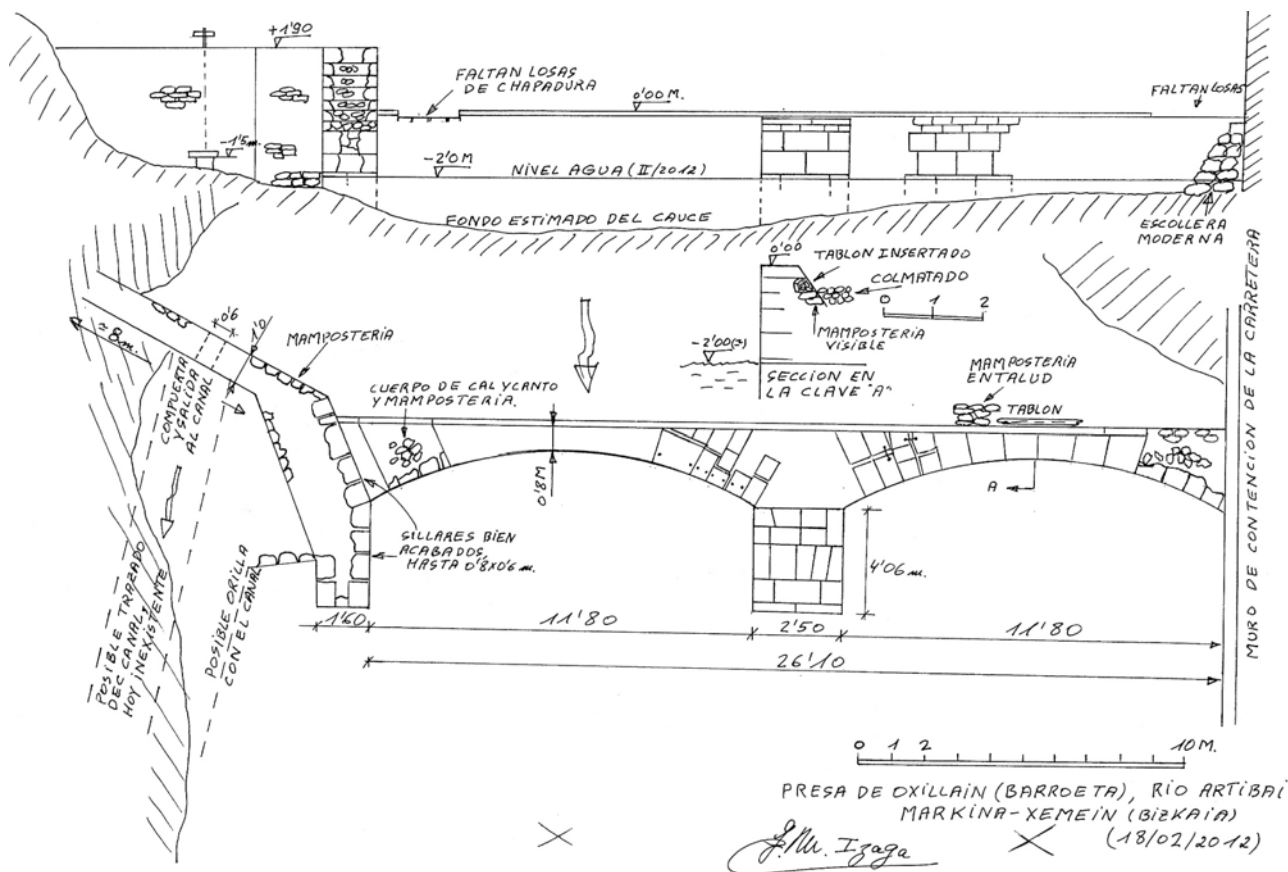 +1'90
FALTAN LOSAS
DE CHAPADURA
0'00 M.
FALTAN LOSAS
-1'5 m.
-2'0 M
NIVEL AGUA (II/2012)
FONDO ESTIMADO DEL CAUCE
ESCOLLERA
MODERNA
0'00
TABLON INSERTADO
COLMATADO
0 1 2
MAMPOSTERIA
VISIBLE
-2'00(±)
SECCION EN
LA CLAVE "A"
± 8 m.
0'6
1'0
MAMPOSTERIA
COMPUERTA
Y SALIDA
AL CANAL
CUERPO DE CAL Y CANTO
Y MAMPOSTERIA.
MAMPOSTERIA
EN TALUD
TABLON
0'8 M
A
SILLARES BIEN
ACABADOS,
HASTA 0'8x0'6 m.
4'06 m.
POSIBLE TRAZADO
DEL CANAL,
HOY INEXISTENTE
POSIBLE ORILLA
CON EL CANAL
1'60
11'80
2'50
11'80
26'10
MURO DE CONTENCIÓN DE LA CARRETERA
0 1 2 10 M.
PRESA DE OXILLAIN (BARROETA), RIO ARTIBAI
MARKINA-XEMEIN (BIZKAIA)
(18/02/2012)
Izaga